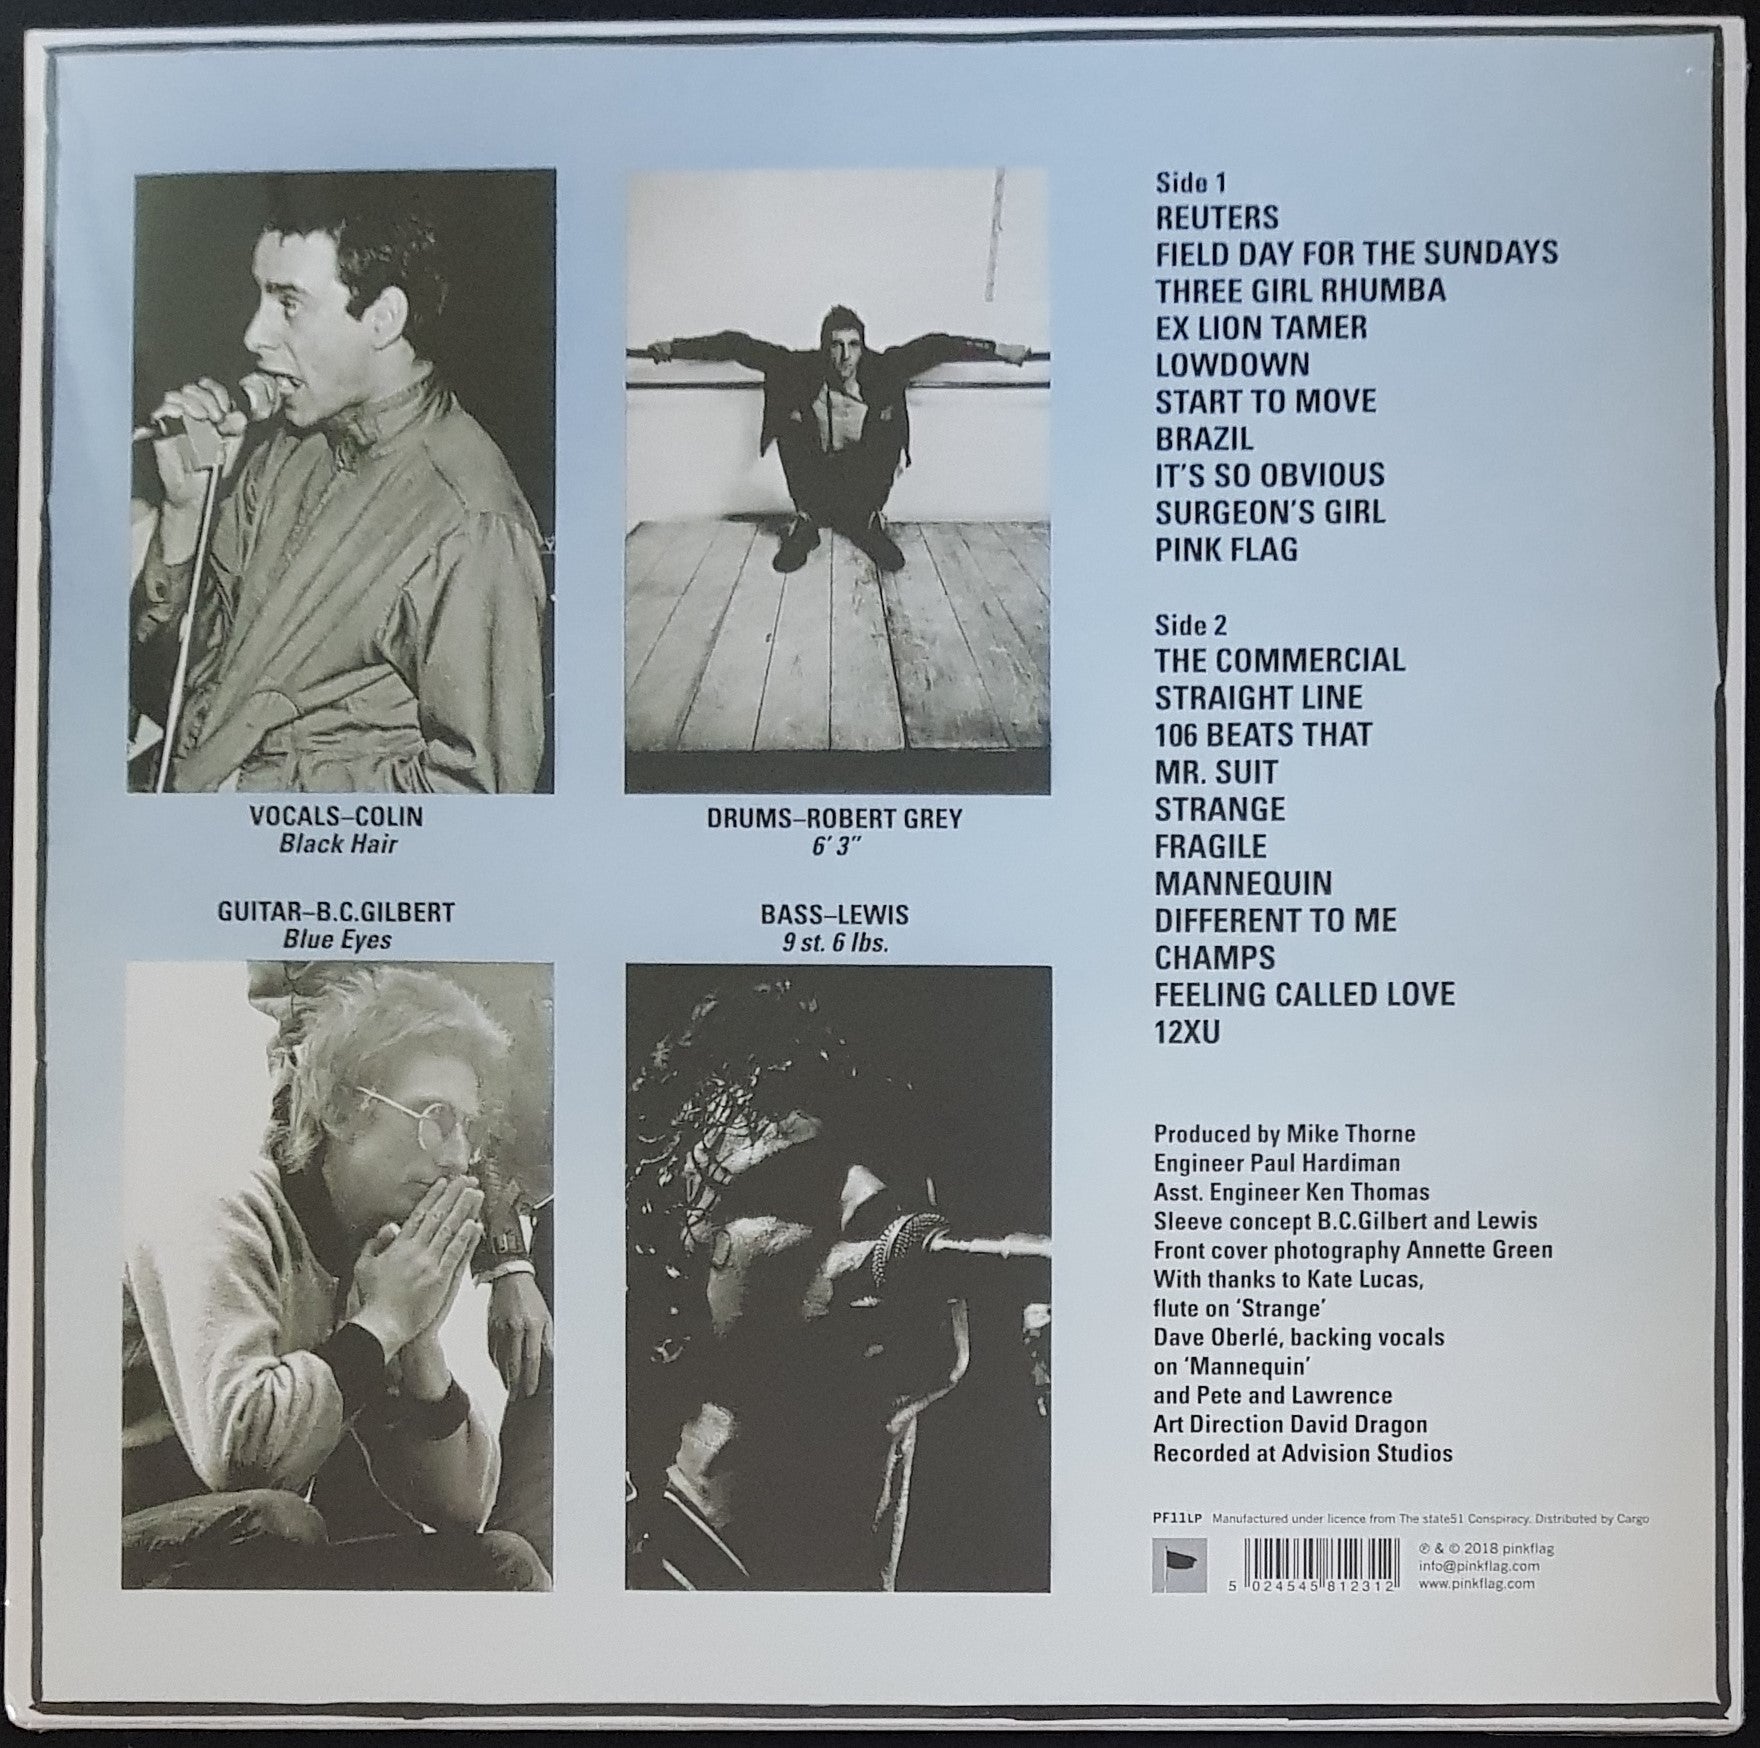 VOCALS–COLIN
Black Hair
DRUMS–ROBERT GREY
6' 3"
GUITAR–B.C.GILBERT
Blue Eyes
BASS–LEWIS
9 st. 6 lbs.
Side 1
REUTERS
FIELD DAY FOR THE SUNDAYS
THREE GIRL RHUMBA
EX LION TAMER
LOWDOWN
START TO MOVE
BRAZIL
IT'S SO OBVIOUS
SURGEON'S GIRL
PINK FLAG
Side 2
THE COMMERCIAL
STRAIGHT LINE
106 BEATS THAT
MR. SUIT
STRANGE
FRAGILE
MANNEQUIN
DIFFERENT TO ME
CHAMPS
FEELING CALLED LOVE
12XU
Produced by Mike Thorne
Engineer Paul Hardiman
Asst. Engineer Ken Thomas
Sleeve concept B.C.Gilbert and Lewis
Front cover photography Annette Green
With thanks to Kate Lucas,
flute on ‘Strange’
Dave Oberlé, backing vocals
on ‘Mannequin’
and Pete and Lawrence
Art Direction David Dragon
Recorded at Advision Studios
PF11LP Manufactured under licence from The state51 Conspiracy. Distributed by Cargo
℗ & © 2018 pinkflag
info@pinkflag.com
www.pinkflag.com
5 024545 812312